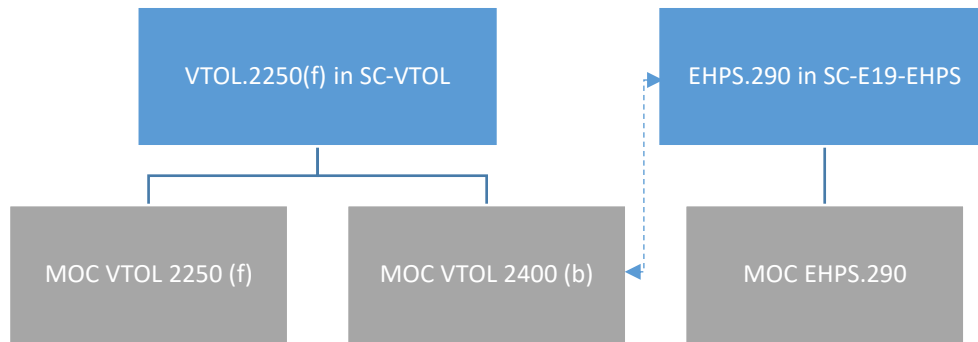 VTOL.2250(f) in SC-VTOL
EHPS.290 in SC-E19-EHPS
MOC VTOL 2250 (f)
MOC VTOL 2400 (b)
MOC EHPS.290